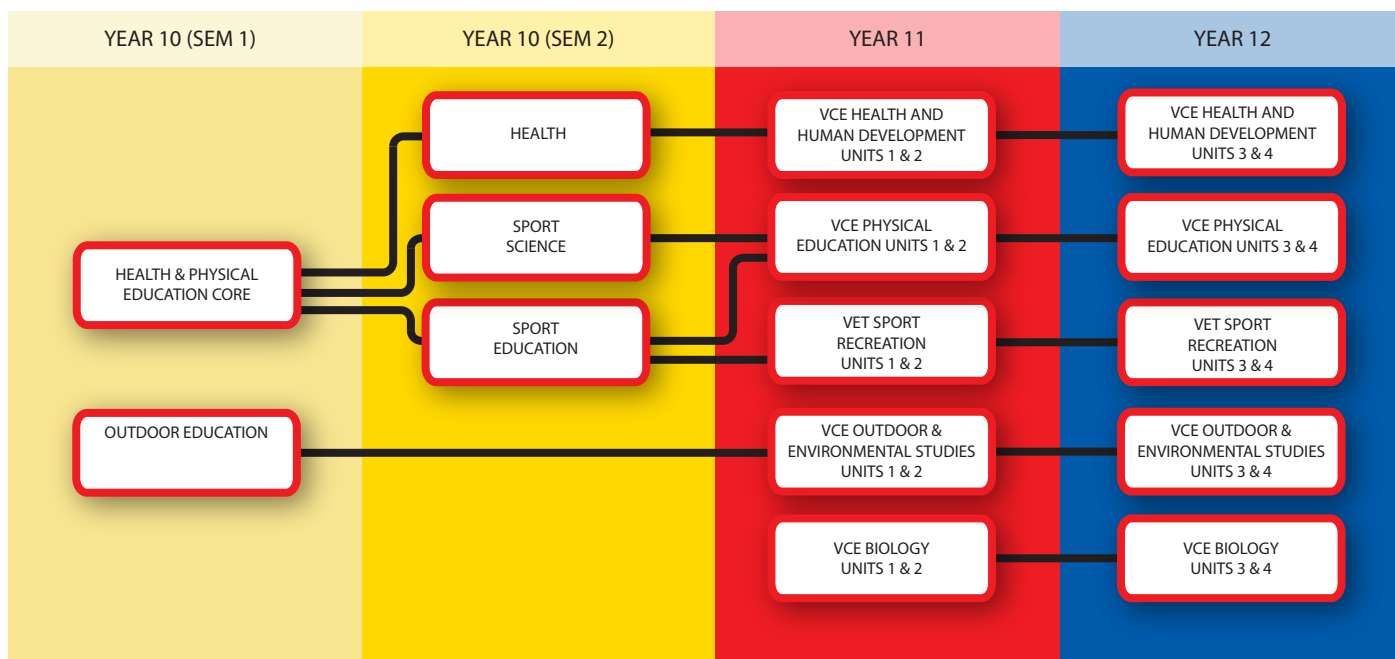 YEAR 10 (SEM 1)
YEAR 10 (SEM 2)
YEAR 11
YEAR 12
HEALTH & PHYSICAL
EDUCATION CORE
OUTDOOR EDUCATION
HEALTH
SPORT
SCIENCE
SPORT
EDUCATION
VCE HEALTH AND
HUMAN DEVELOPMENT
UNITS 1 & 2
VCE PHYSICAL
EDUCATION UNITS 1 & 2
VET SPORT
RECREATION
UNITS 1 & 2
VCE OUTDOOR &
ENVIRONMENTAL STUDIES
UNITS 1 & 2
VCE BIOLOGY
UNITS 1 & 2
VCE HEALTH AND
HUMAN DEVELOPMENT
UNITS 3 & 4
VCE PHYSICAL
EDUCATION UNITS 3 & 4
VET SPORT
RECREATION
UNITS 3 & 4
VCE OUTDOOR &
ENVIRONMENTAL STUDIES
UNITS 3 & 4
VCE BIOLOGY
UNITS 3 & 4